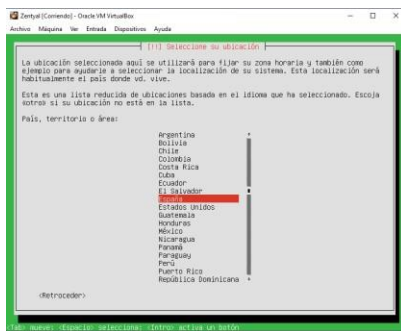 Zentyal [Corriendo] - Oracle VM VirtualBox
Archivo Máquina Ver Entrada Dispositivos Ayuda
[!!] Seleccione su ubicación
La ubicación seleccionada aquí se utilizará para fijar su zona horaria y también como
ejemplo para ayudarle a seleccionar la localización de su sistema. Esta localización será
habitualmente el país donde vd. vive.
Esta es una lista reducida de ubicaciones basada en el idioma que ha seleccionado. Escoja
«otro» si su ubicación no está en la lista.
País, territorio o área:
Argentina
Bolivia
Chile
Colombia
Costa Rica
Cuba
Ecuador
El Salvador
España
Estados Unidos
Guatemala
Honduras
México
Nicaragua
Panamá
Paraguay
Perú
Puerto Rico
República Dominicana
<Retroceder>
<Tab> mueve; <Espacio> selecciona; <Intro> activa un botón